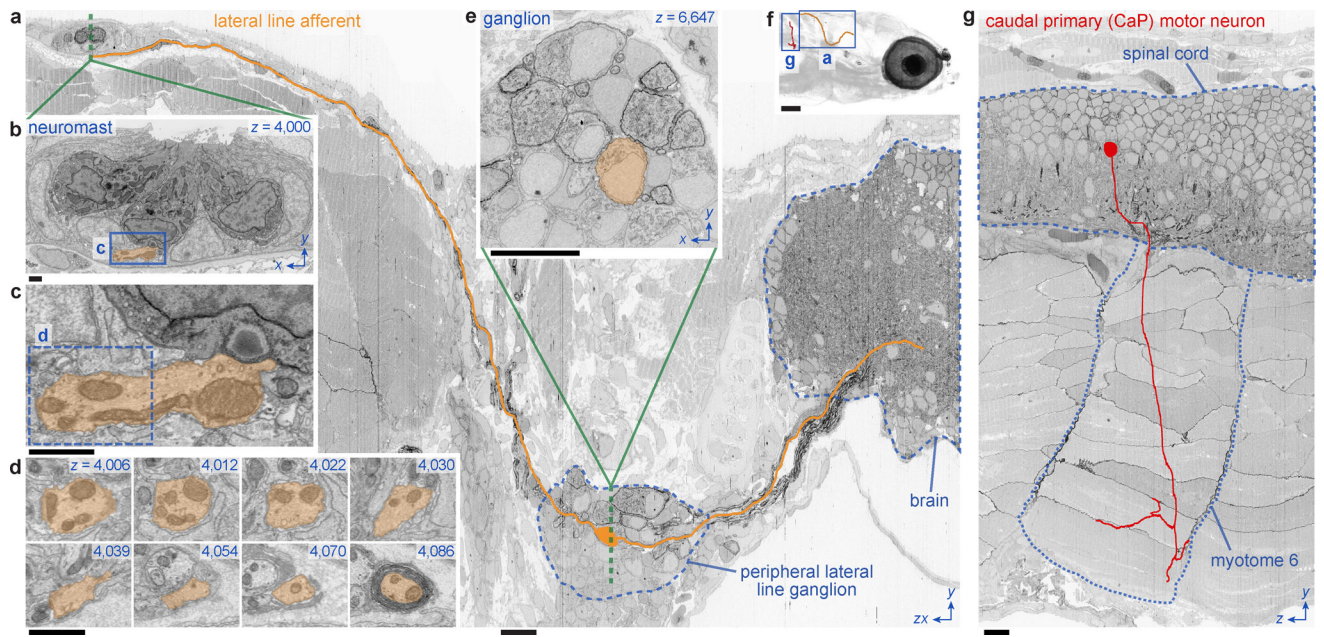 a
lateral line afferent
b
neuromast
z = 4,000
c
y
x
c
d
d
z = 4,006
4,012
4,022
4,030
4,039
4,054
4,070
4,086
e
ganglion
z = 6,647
y
x
f
g
a
brain
peripheral lateral
line ganglion
y
zx
g
caudal primary (CaP) motor neuron
spinal cord
myotome 6
y
z